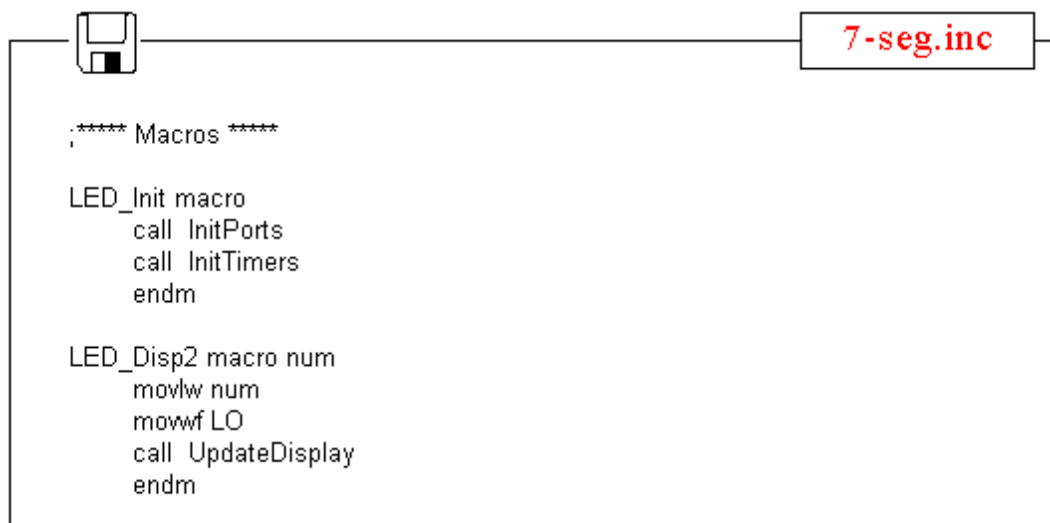 7-seg.inc
;***** Macros *****
LED_Init macro
call InitPorts
call InitTimers
endm
LED_Disp2 macro num
movlw num
movwf LO
call UpdateDisplay
endm